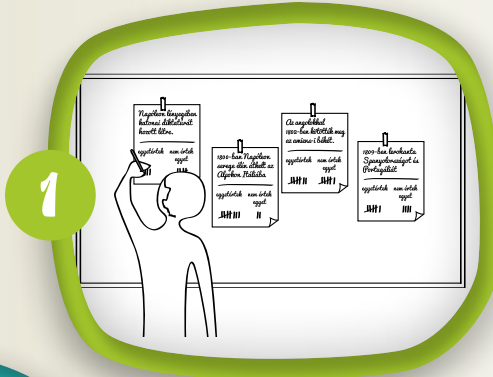 1
Napóleon lényegében
katonai diktatúrát
hozott létre.
egyetértek nem értek
egyet
1800-ban Napóleon
serege élén átkelt az
Alpokon Itáliába
egyetértek nem értek
egyet
Az angolokkal
1802-ben kötötték meg
az amiens-i békét.
egyetértek nem értek
egyet
1809-ben lerohanta
Spanyolországot és
Portugáliát
egyetértek nem értek
egyet